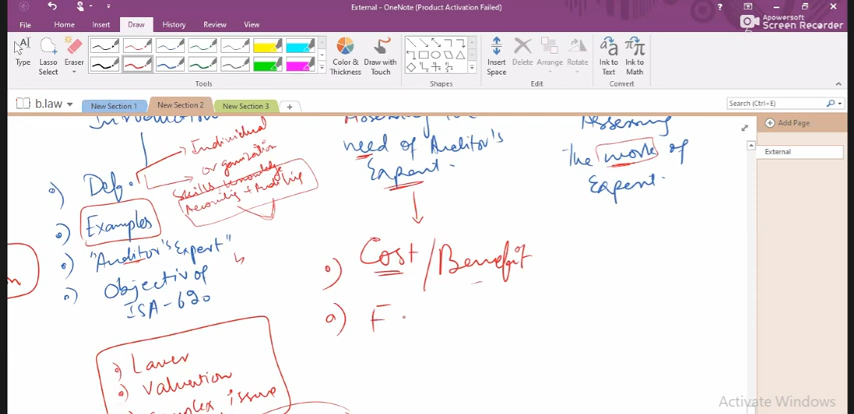 External - OneNote (Product Activation Failed)
Apowersoft
Screen Recorder
File Home Insert Draw History Review View
Type
Lasso Select
Eraser
Color & Thickness
Draw with Touch
Insert Space
Delete
Arrange
Rotate
Ink to Text
Ink to Math
Tools
Shapes
Edit
Convert
b.law
New Section 1 New Section 2 New Section 3
Search (Ctrl+E)
Add Page
External
Individual
organization
Defn.
Examples
"Auditor's Expert"
Objective of
ISA-620
need of Auditor's
Expert.
Assessing
The work of
Expert.
Cost/Benefit
F
Valuation
issue
Activate Windows